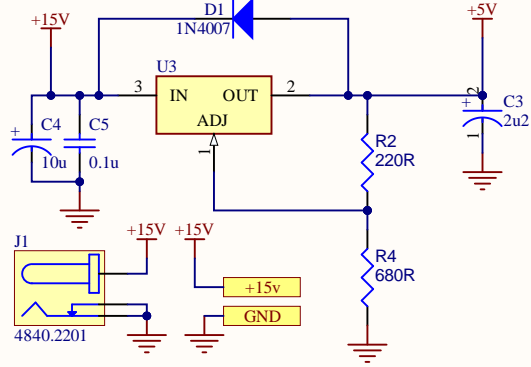 D1
1N4007
+15V
+5V
U3
3
IN
OUT
2
ADJ
1
+
C4
10u
C5
0.1u
R2
220R
2
+
1
C3
2u2
J1
+15V
+15V
R4
680R
+15v
GND
4840.2201